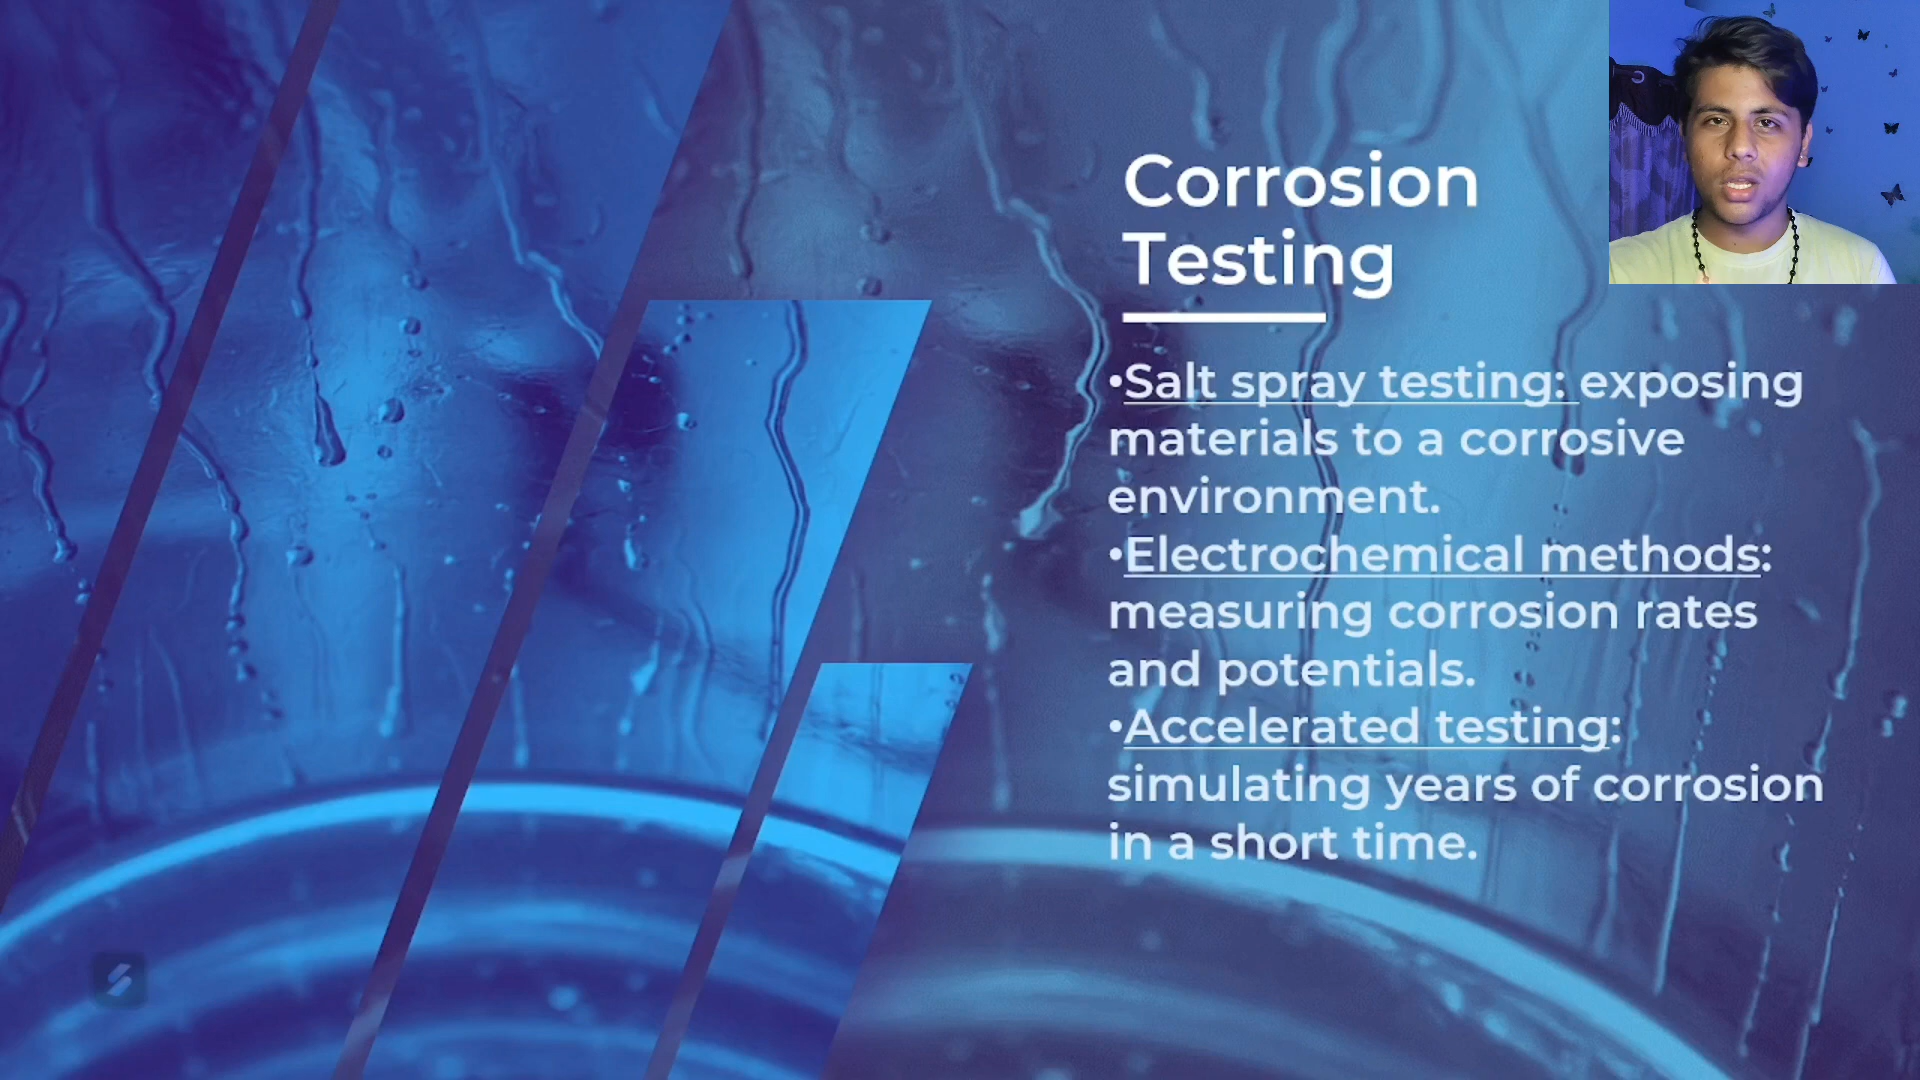 Corrosion
Testing
•Salt spray testing: exposing
materials to a corrosive
environment.
•Electrochemical methods:
measuring corrosion rates
and potentials.
•Accelerated testing:
simulating years of corrosion
in a short time.